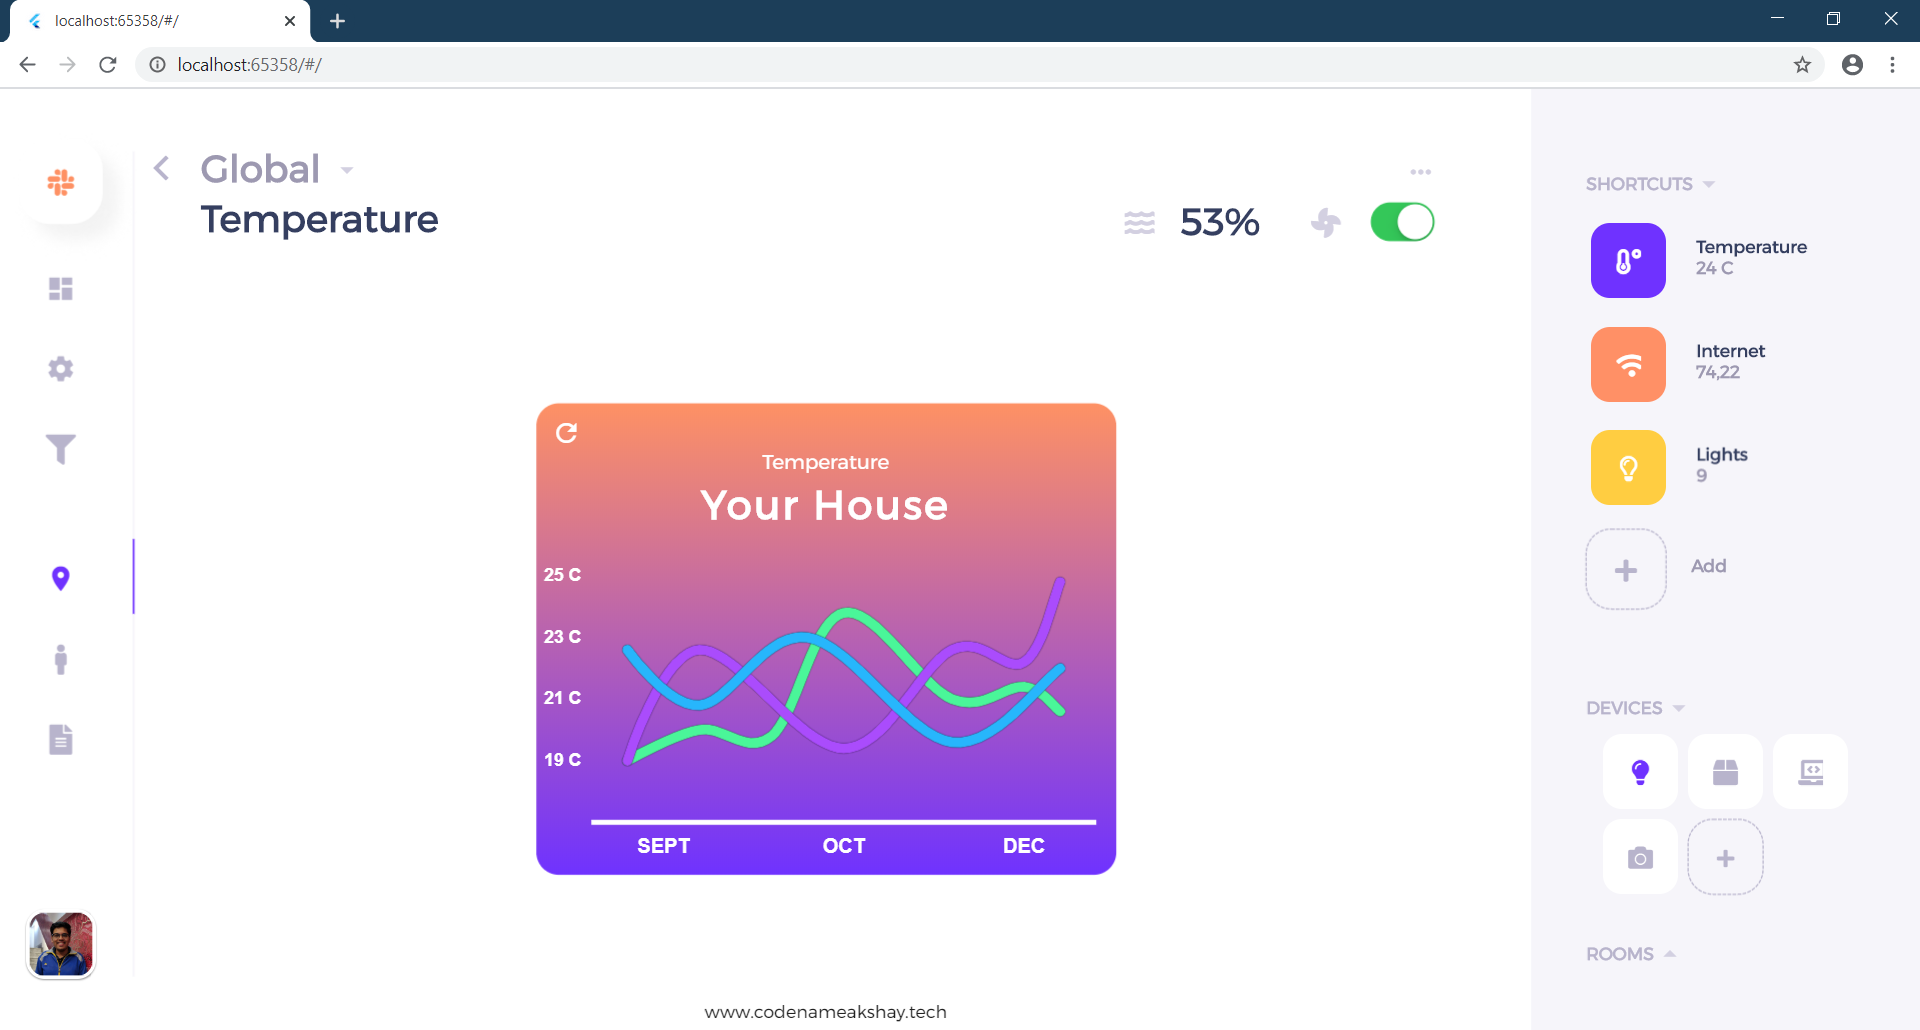 localhost:65358/#/
localhost:65358/#/
Global
Temperature
53%
Temperature
Your House
25 C
23 C
21 C
19 C
SEPT OCT DEC
www.codenameakshay.tech
SHORTCUTS
Temperature
24 C
Internet
74,22
Lights
9
Add
DEVICES
ROOMS